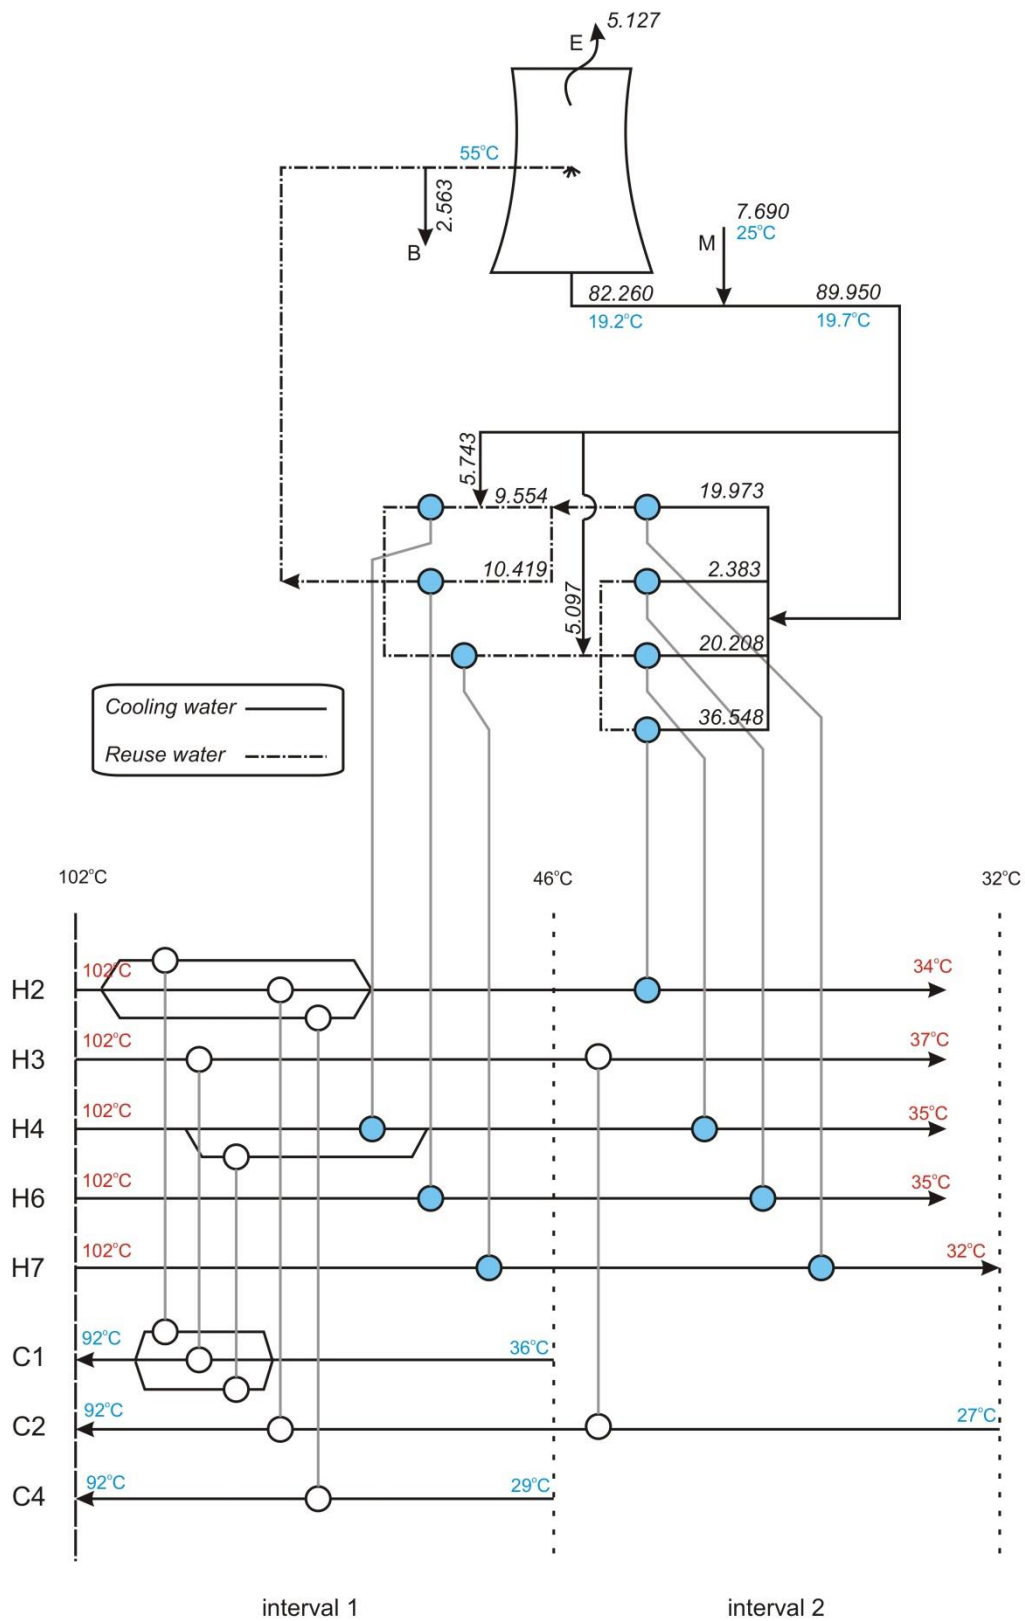 5.127
E
55°C
2.563
B
7.690
25°C
M
82.260
89.950
19.2°C
19.7°C
5.743
9.554
19.973
10.419
2.383
5.097
20.208
36.548
Cooling water
Reuse water
102°C
46°C
32°C
H2
102°C
34°C
H3
102°C
37°C
H4
102°C
35°C
H6
102°C
35°C
H7
102°C
32°C
C1
92°C
36°C
C2
92°C
27°C
C4
92°C
29°C
interval 1
interval 2